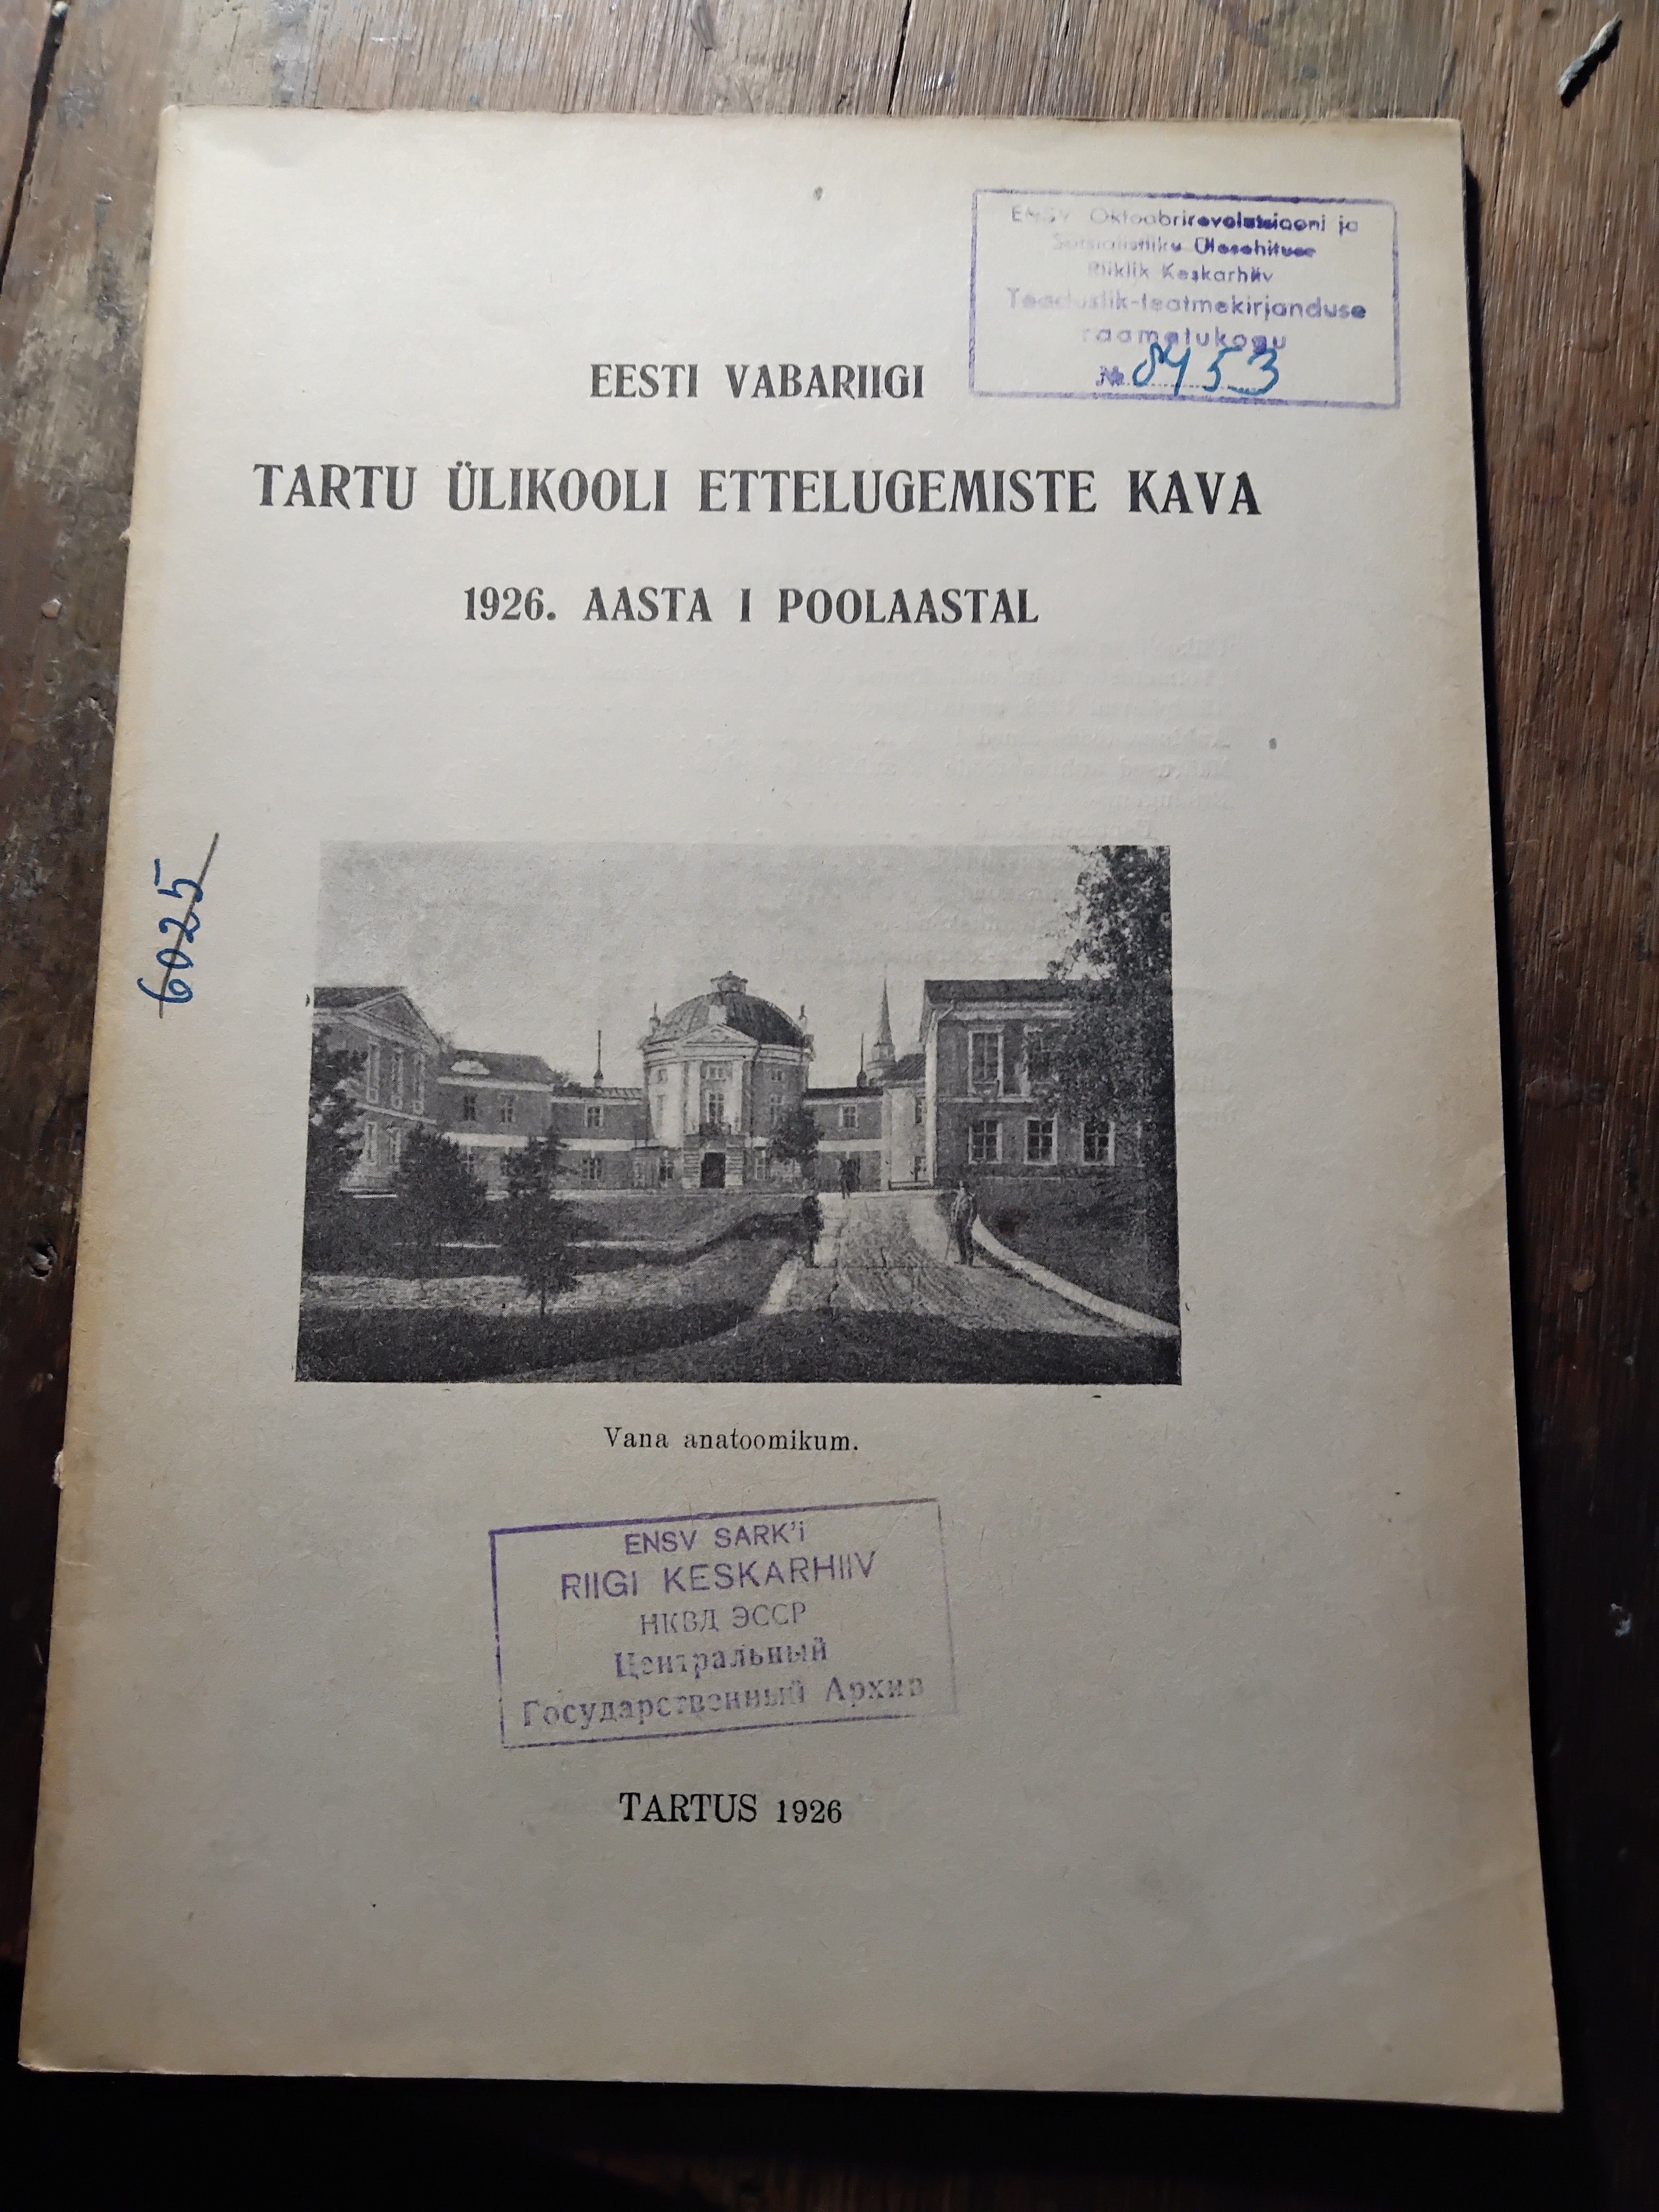 ENSV Oktoobrirevolutsiooni ja
Sotsialistliku Ülesehituse
Riiklik Keskarhiiv
Teaduslik-teatmekirjanduse
raamatukogu
№ 8453
EESTI VABARIIGI
TARTU ÜLIKOOLI ETTELUGEMISTE KAVA
1926. AASTA I POOLAASTAL
6025
Vana anatoomikum.
ENSV SARK'i
RIIGI KESKARHIIV
НКВД ЭССР
Центральный
Государственный Архив
TARTUS 1926